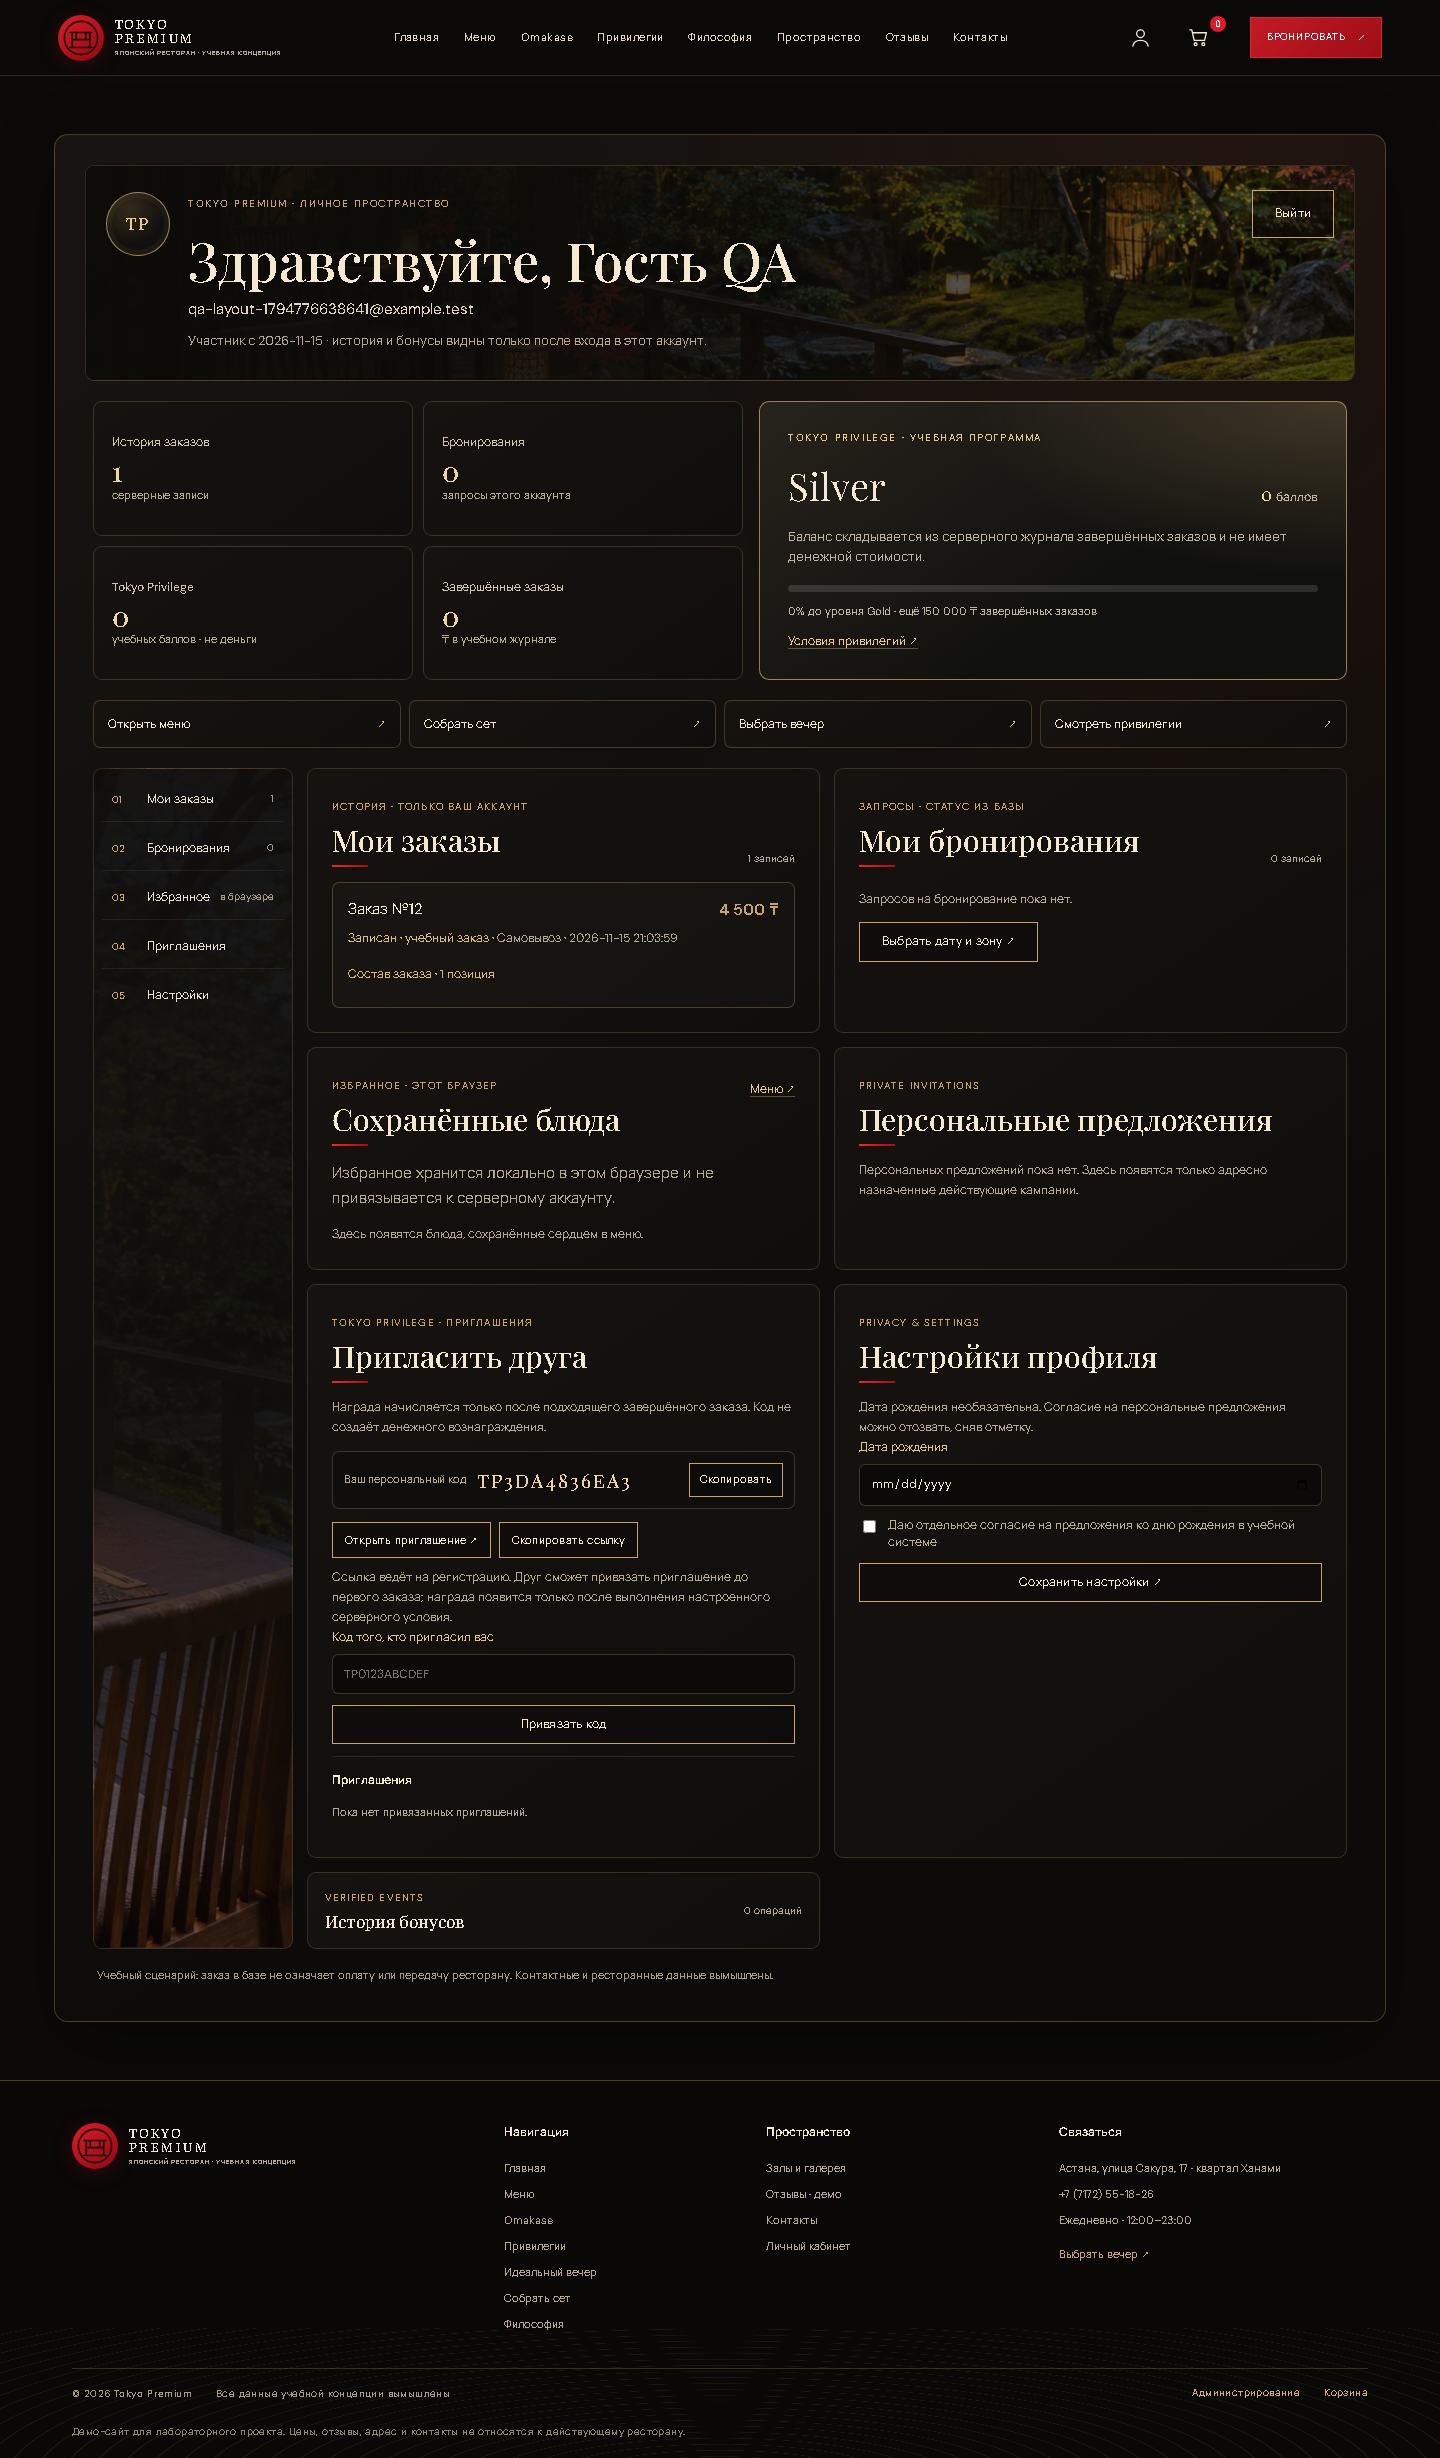 TOKYO
PREMIUM
ЯПОНСКИЙ РЕСТОРАН · УЧЕБНАЯ КОНЦЕПЦИЯ
Главная
Меню
Omakase
Привилегии
Философия
Пространство
Отзывы
Контакты
0
БРОНИРОВАТЬ ↗
TP
TOKYO PREMIUM · ЛИЧНОЕ ПРОСТРАНСТВО
Здравствуйте, Гость QA
qa-layout-1794776638641@example.test
Участник с 2026-11-15 · история и бонусы видны только после входа в этот аккаунт.
Выйти
История заказов
1
серверные записи
Бронирования
0
запросы этого аккаунта
Tokyo Privilege
0
учебных баллов · не деньги
Завершённые заказы
0
₸ в учебном журнале
TOKYO PRIVILEGE · УЧЕБНАЯ ПРОГРАММА
Silver
0 баллов
Баланс складывается из серверного журнала завершённых заказов и не имеет
денежной стоимости.
0% до уровня Gold · ещё 150 000 ₸ завершённых заказов
Условия привилегий ↗
Открыть меню ↗
Собрать сет ↗
Выбрать вечер ↗
Смотреть привилегии ↗
01 Мои заказы 1
02 Бронирования 0
03 Избранное в браузере
04 Приглашения
05 Настройки
ИСТОРИЯ · ТОЛЬКО ВАШ АККАУНТ
Мои заказы
1 записей
Заказ №12
4 500 ₸
Записан · учебный заказ · Самовывоз · 2026-11-15 21:03:59
Состав заказа · 1 позиция
ЗАПРОСЫ · СТАТУС ИЗ БАЗЫ
Мои бронирования
0 записей
Запросов на бронирование пока нет.
Выбрать дату и зону ↗
ИЗБРАННОЕ · ЭТОТ БРАУЗЕР
Меню ↗
Сохранённые блюда
Избранное хранится локально в этом браузере и не
привязывается к серверному аккаунту.
Здесь появятся блюда, сохранённые сердцем в меню.
PRIVATE INVITATIONS
Персональные предложения
Персональных предложений пока нет. Здесь появятся только адресно
назначенные действующие кампании.
TOKYO PRIVILEGE · ПРИГЛАШЕНИЯ
Пригласить друга
Награда начисляется только после подходящего завершённого заказа. Код не
создаёт денежного вознаграждения.
Ваш персональный код TP3DA4836EA3
Скопировать
Открыть приглашение ↗
Скопировать ссылку
Ссылка ведёт на регистрацию. Друг сможет привязать приглашение до
первого заказа; награда появится только после выполнения настроенного
серверного условия.
Код того, кто пригласил вас
TP0123ABCDEF
Привязать код
Приглашения
Пока нет привязанных приглашений.
PRIVACY & SETTINGS
Настройки профиля
Дата рождения необязательна. Согласие на персональные предложения
можно отозвать, сняв отметку.
Дата рождения
mm/dd/yyyy
Даю отдельное согласие на предложения ко дню рождения в учебной
системе
Сохранить настройки ↗
VERIFIED EVENTS
История бонусов
0 операций
Учебный сценарий: заказ в базе не означает оплату или передачу ресторану. Контактные и ресторанные данные вымышлены.
TOKYO
PREMIUM
ЯПОНСКИЙ РЕСТОРАН · УЧЕБНАЯ КОНЦЕПЦИЯ
Навигация
Главная
Меню
Omakase
Привилегии
Идеальный вечер
Собрать сет
Философия
Пространство
Залы и галерея
Отзывы · демо
Контакты
Личный кабинет
Связаться
Астана, улица Сакура, 17 · квартал Ханами
+7 (7172) 55-18-26
Ежедневно · 12:00–23:00
Выбрать вечер ↗
© 2026 Tokyo Premium
Все данные учебной концепции вымышлены
Администрирование
Корзина
Демо-сайт для лабораторного проекта. Цены, отзывы, адрес и контакты не относятся к действующему ресторану.